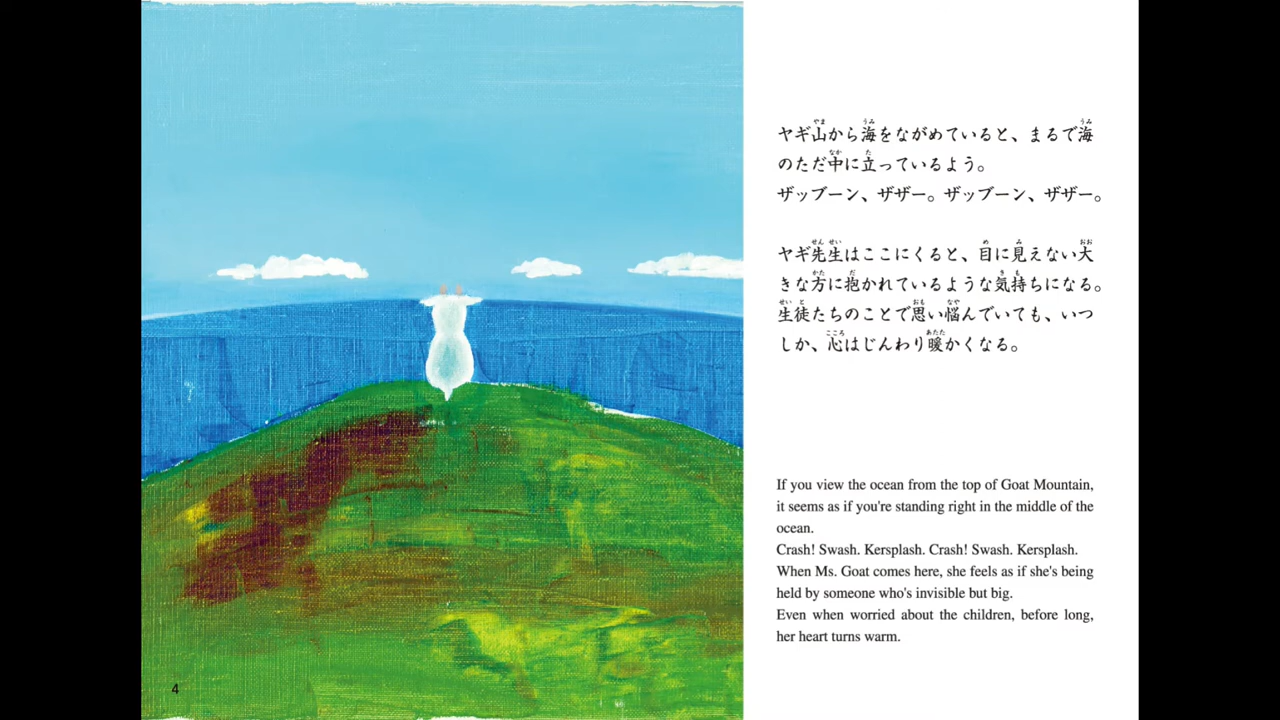 ヤギ山から海をながめていると、まるで海
のただ中に立っているよう。
ザッブーン、ザザー。ザッブーン、ザザー。
ヤギ先生はここにくると、目に見えない大
きな方に抱かれているような気持ちになる。
生徒たちのことで思い悩んでいても、いつ
しか、心はじんわり暖かくなる。
If you view the ocean from the top of Goat Mountain,
it seems as if you're standing right in the middle of the
ocean.
Crash! Swash. Kersplash. Crash! Swash. Kersplash.
When Ms. Goat comes here, she feels as if she's being
held by someone who's invisible but big.
Even when worried about the children, before long,
her heart turns warm.
4